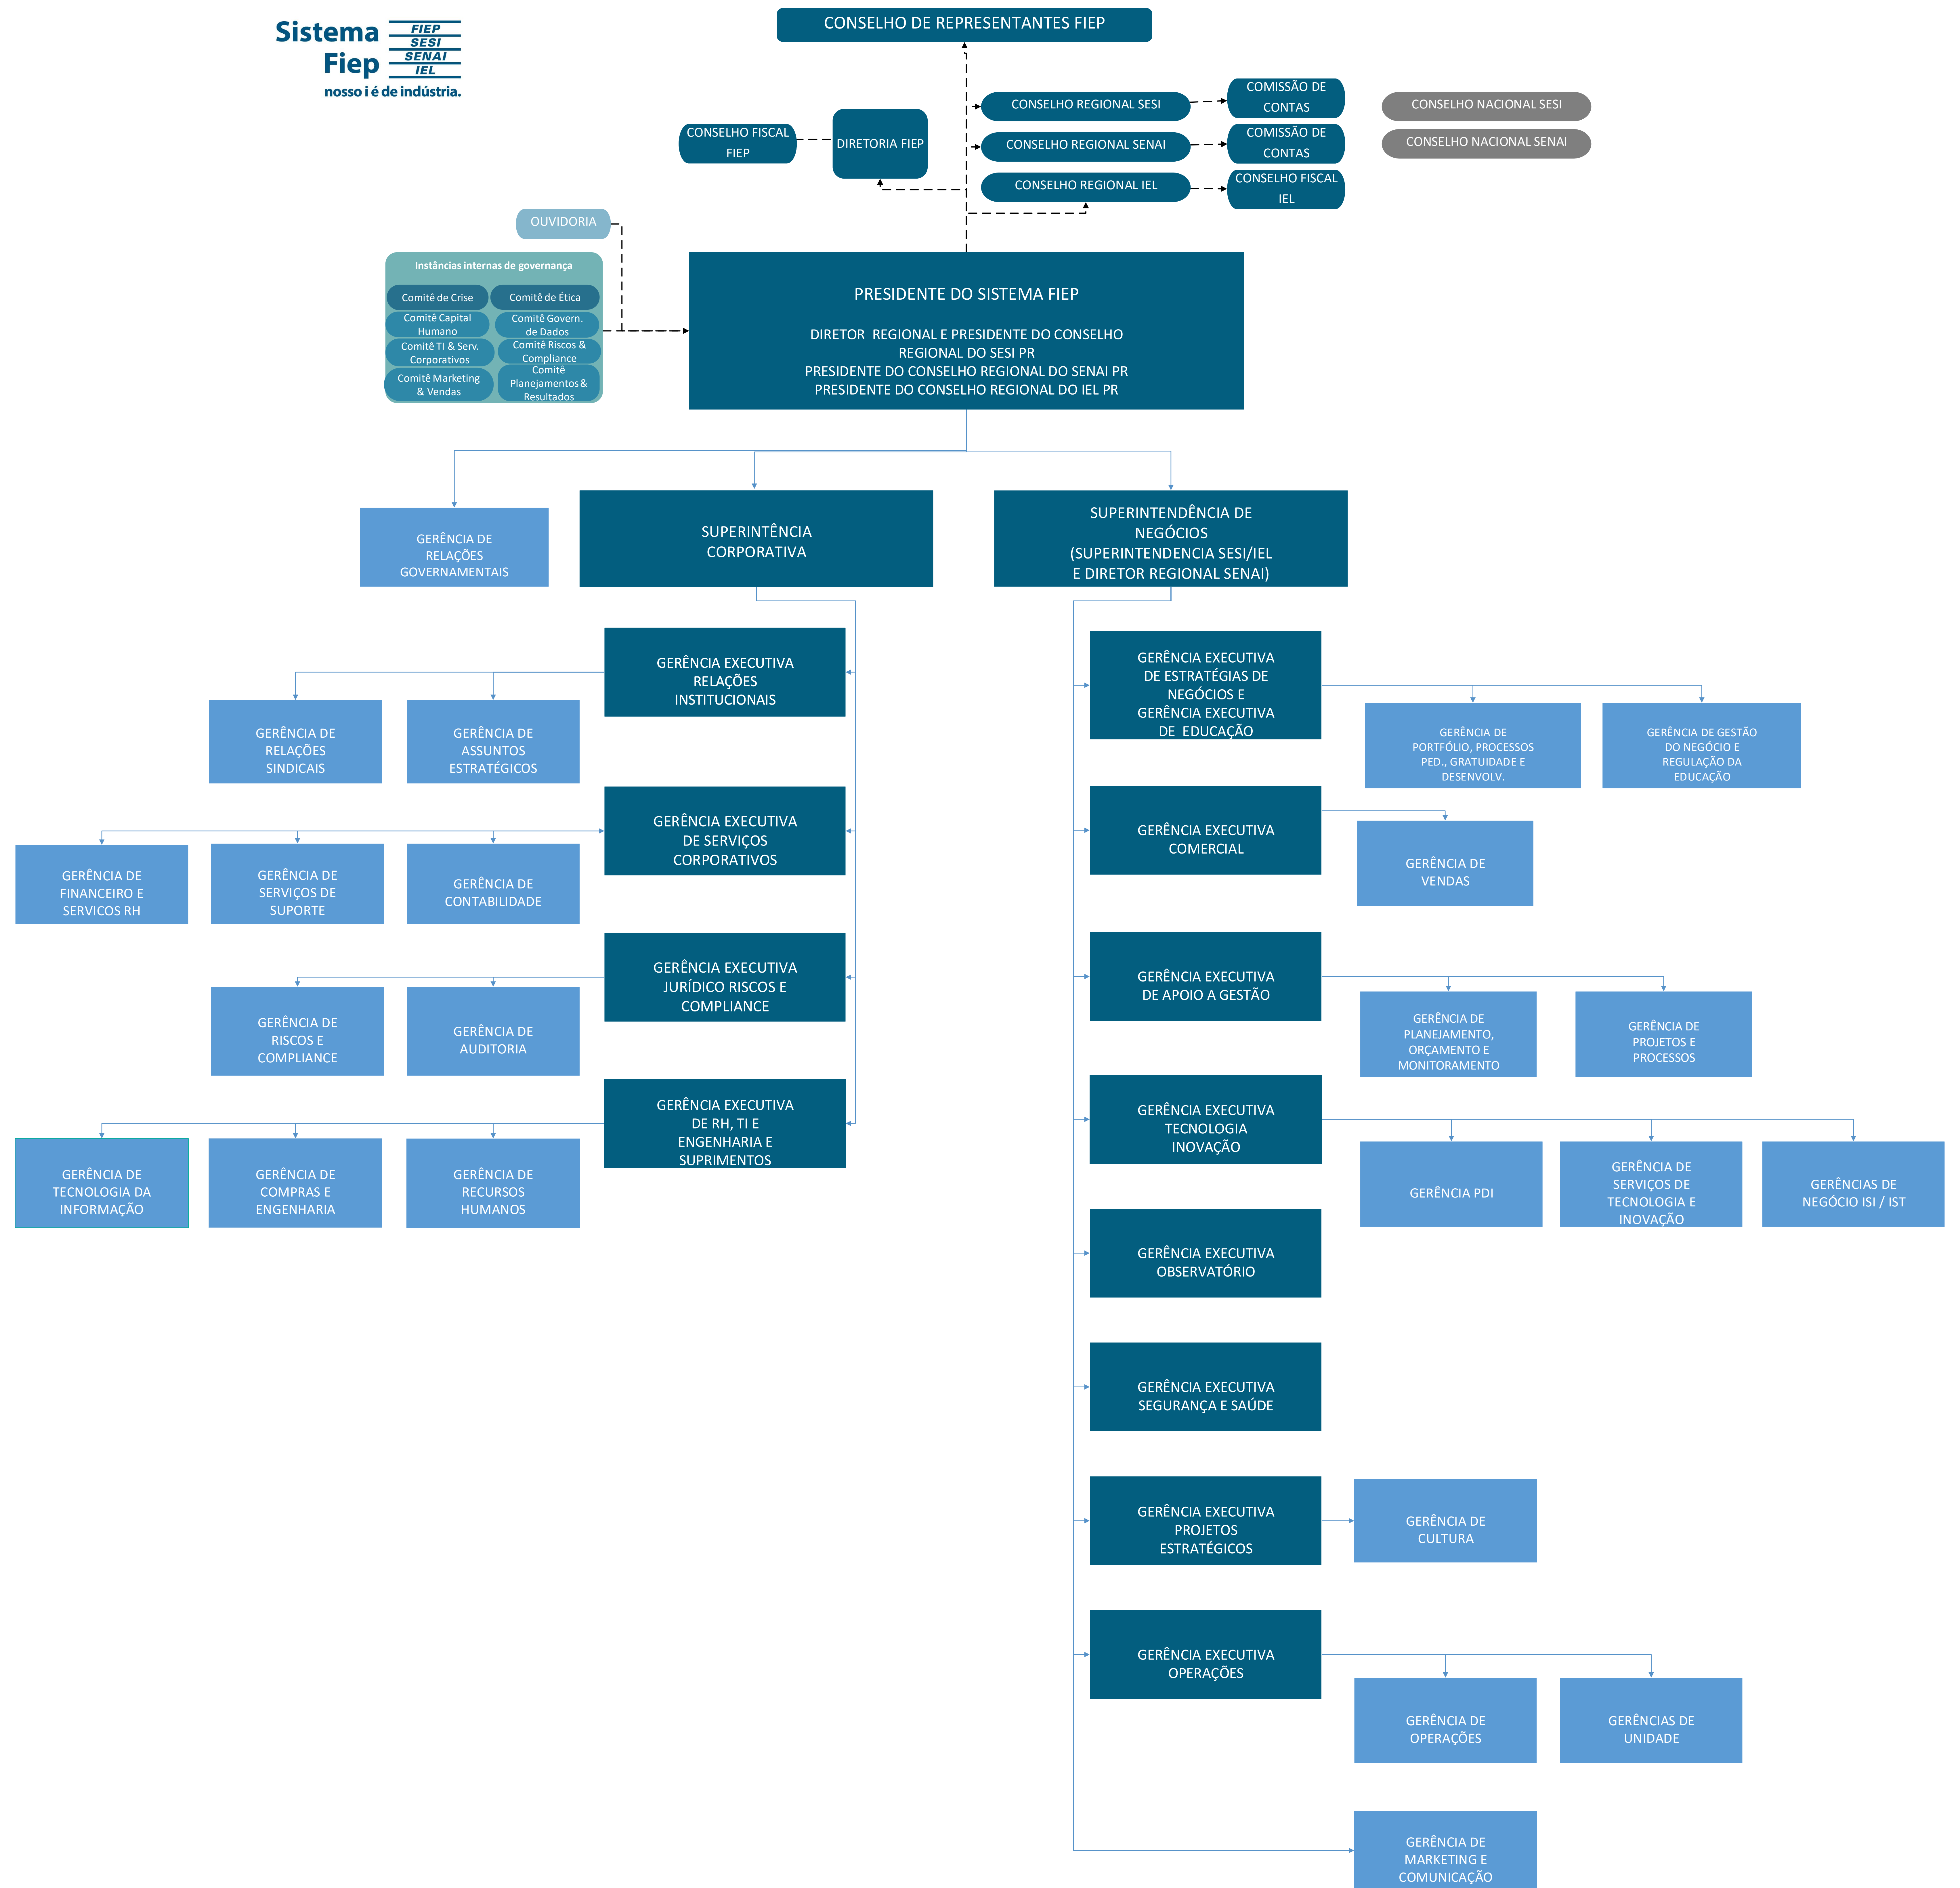 Sistema
Fiep
FIEP
SESI
SENAI
IEL
nosso i é de indústria.
CONSELHO DE REPRESENTANTES FIEP
CONSELHO REGIONAL SESI
COMISSÃO DE
CONTAS
CONSELHO NACIONAL SESI
CONSELHO FISCAL
FIEP
DIRETORIA FIEP
CONSELHO REGIONAL SENAI
COMISSÃO DE
CONTAS
CONSELHO NACIONAL SENAI
CONSELHO REGIONAL IEL
CONSELHO FISCAL
IEL
OUVIDORIA
Instâncias internas de governança
Comitê de Crise
Comitê de Ética
Comitê Capital
Humano
Comitê Govern.
de Dados
Comitê TI & Serv.
Corporativos
Comitê Riscos &
Compliance
Comitê Marketing
& Vendas
Comitê
Planejamentos &
Resultados
PRESIDENTE DO SISTEMA FIEP
DIRETOR REGIONAL E PRESIDENTE DO CONSELHO
REGIONAL DO SESI PR
PRESIDENTE DO CONSELHO REGIONAL DO SENAI PR
PRESIDENTE DO CONSELHO REGIONAL DO IEL PR
GERÊNCIA DE
RELAÇÕES
GOVERNAMENTAIS
SUPERINTÊNCIA
CORPORATIVA
SUPERINTENDÊNCIA DE
NEGÓCIOS
(SUPERINTENDENCIA SESI/IEL
E DIRETOR REGIONAL SENAI)
GERÊNCIA EXECUTIVA
RELAÇÕES
INSTITUCIONAIS
GERÊNCIA DE
RELAÇÕES
SINDICAIS
GERÊNCIA DE
ASSUNTOS
ESTRATÉGICOS
GERÊNCIA EXECUTIVA
DE SERVIÇOS
CORPORATIVOS
GERÊNCIA DE
FINANCEIRO E
SERVICOS RH
GERÊNCIA DE
SERVIÇOS DE
SUPORTE
GERÊNCIA DE
CONTABILIDADE
GERÊNCIA EXECUTIVA
JURÍDICO RISCOS E
COMPLIANCE
GERÊNCIA DE
RISCOS E
COMPLIANCE
GERÊNCIA DE
AUDITORIA
GERÊNCIA EXECUTIVA
DE RH, TI E
ENGENHARIA E
SUPRIMENTOS
GERÊNCIA DE
TECNOLOGIA DA
INFORMAÇÃO
GERÊNCIA DE
COMPRAS E
ENGENHARIA
GERÊNCIA DE
RECURSOS
HUMANOS
GERÊNCIA EXECUTIVA
DE ESTRATÉGIAS DE
NEGÓCIOS E
GERÊNCIA EXECUTIVA
DE EDUCAÇÃO
GERÊNCIA DE
PORTFÓLIO, PROCESSOS
PED., GRATUIDADE E
DESENVOLV.
GERÊNCIA DE GESTÃO
DO NEGÓCIO E
REGULAÇÃO DA
EDUCAÇÃO
GERÊNCIA EXECUTIVA
COMERCIAL
GERÊNCIA DE
VENDAS
GERÊNCIA EXECUTIVA
DE APOIO A GESTÃO
GERÊNCIA DE
PLANEJAMENTO,
ORÇAMENTO E
MONITORAMENTO
GERÊNCIA DE
PROJETOS E
PROCESSOS
GERÊNCIA EXECUTIVA
TECNOLOGIA
INOVAÇÃO
GERÊNCIA PDI
GERÊNCIA DE
SERVIÇOS DE
TECNOLOGIA E
INOVAÇÃO
GERÊNCIAS DE
NEGÓCIO ISI / IST
GERÊNCIA EXECUTIVA
OBSERVATÓRIO
GERÊNCIA EXECUTIVA
SEGURANÇA E SAÚDE
GERÊNCIA EXECUTIVA
PROJETOS
ESTRATÉGICOS
GERÊNCIA DE
CULTURA
GERÊNCIA EXECUTIVA
OPERAÇÕES
GERÊNCIA DE
OPERAÇÕES
GERÊNCIAS DE
UNIDADE
GERÊNCIA DE
MARKETING E
COMUNICAÇÃO